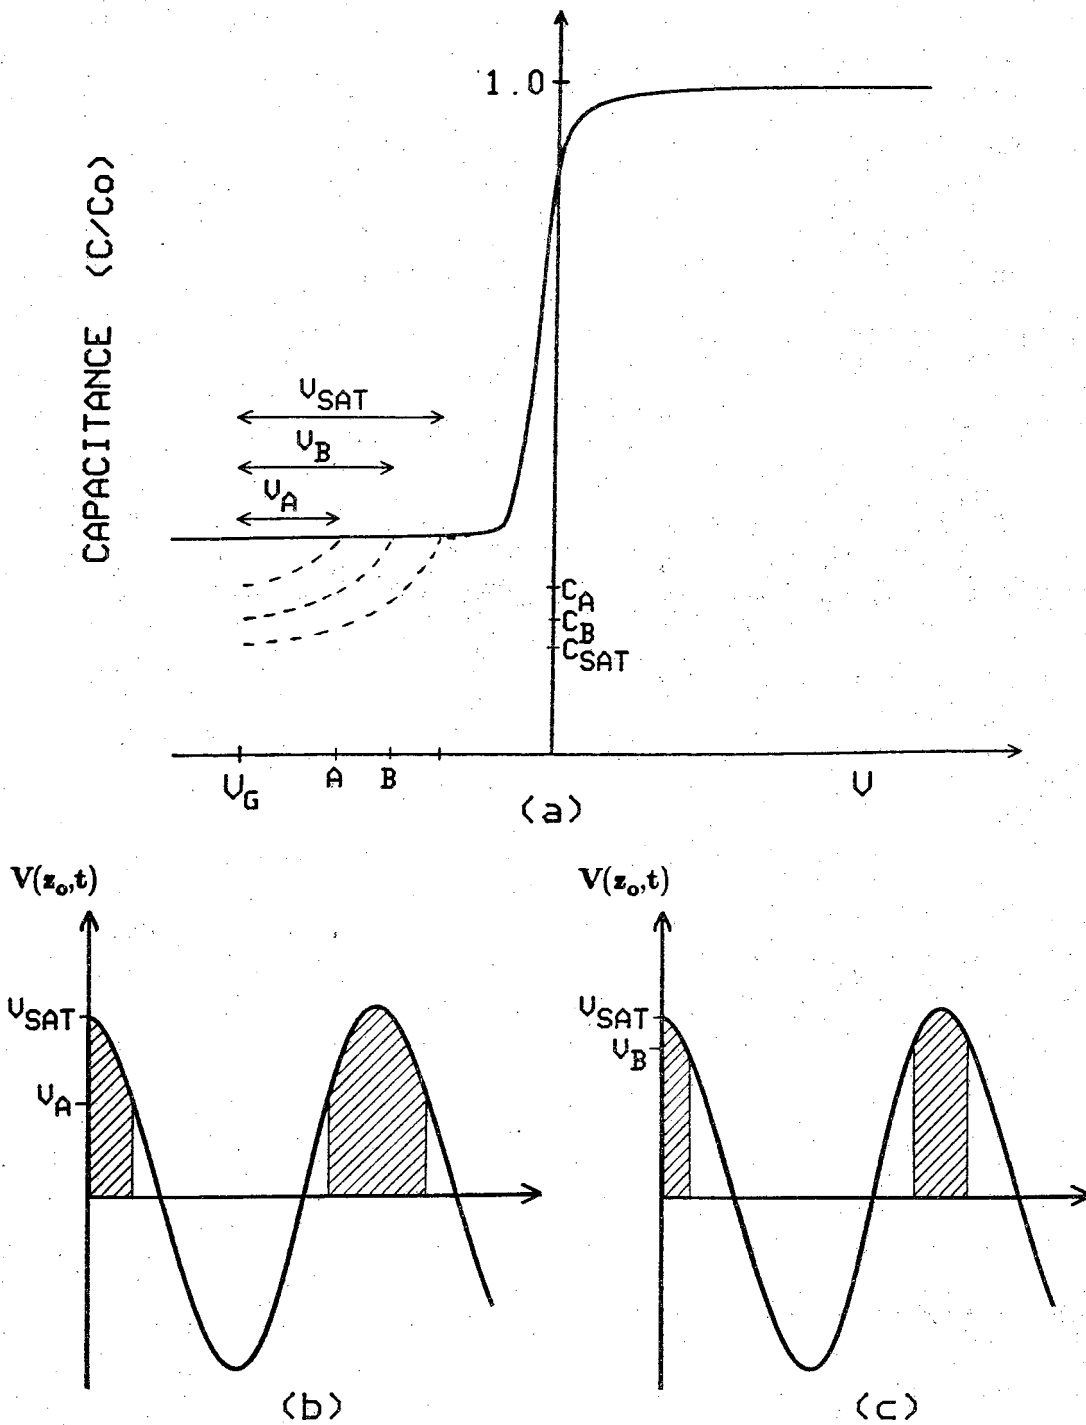 1.0
CAPACITANCE (C/Co)
V_SAT
V_B
V_A
C_A
C_B
C_SAT
V_G A B V
(a)
V(z_o,t) V(z_o,t)
V_SAT V_SAT
V_B
V_A
(b) (c)